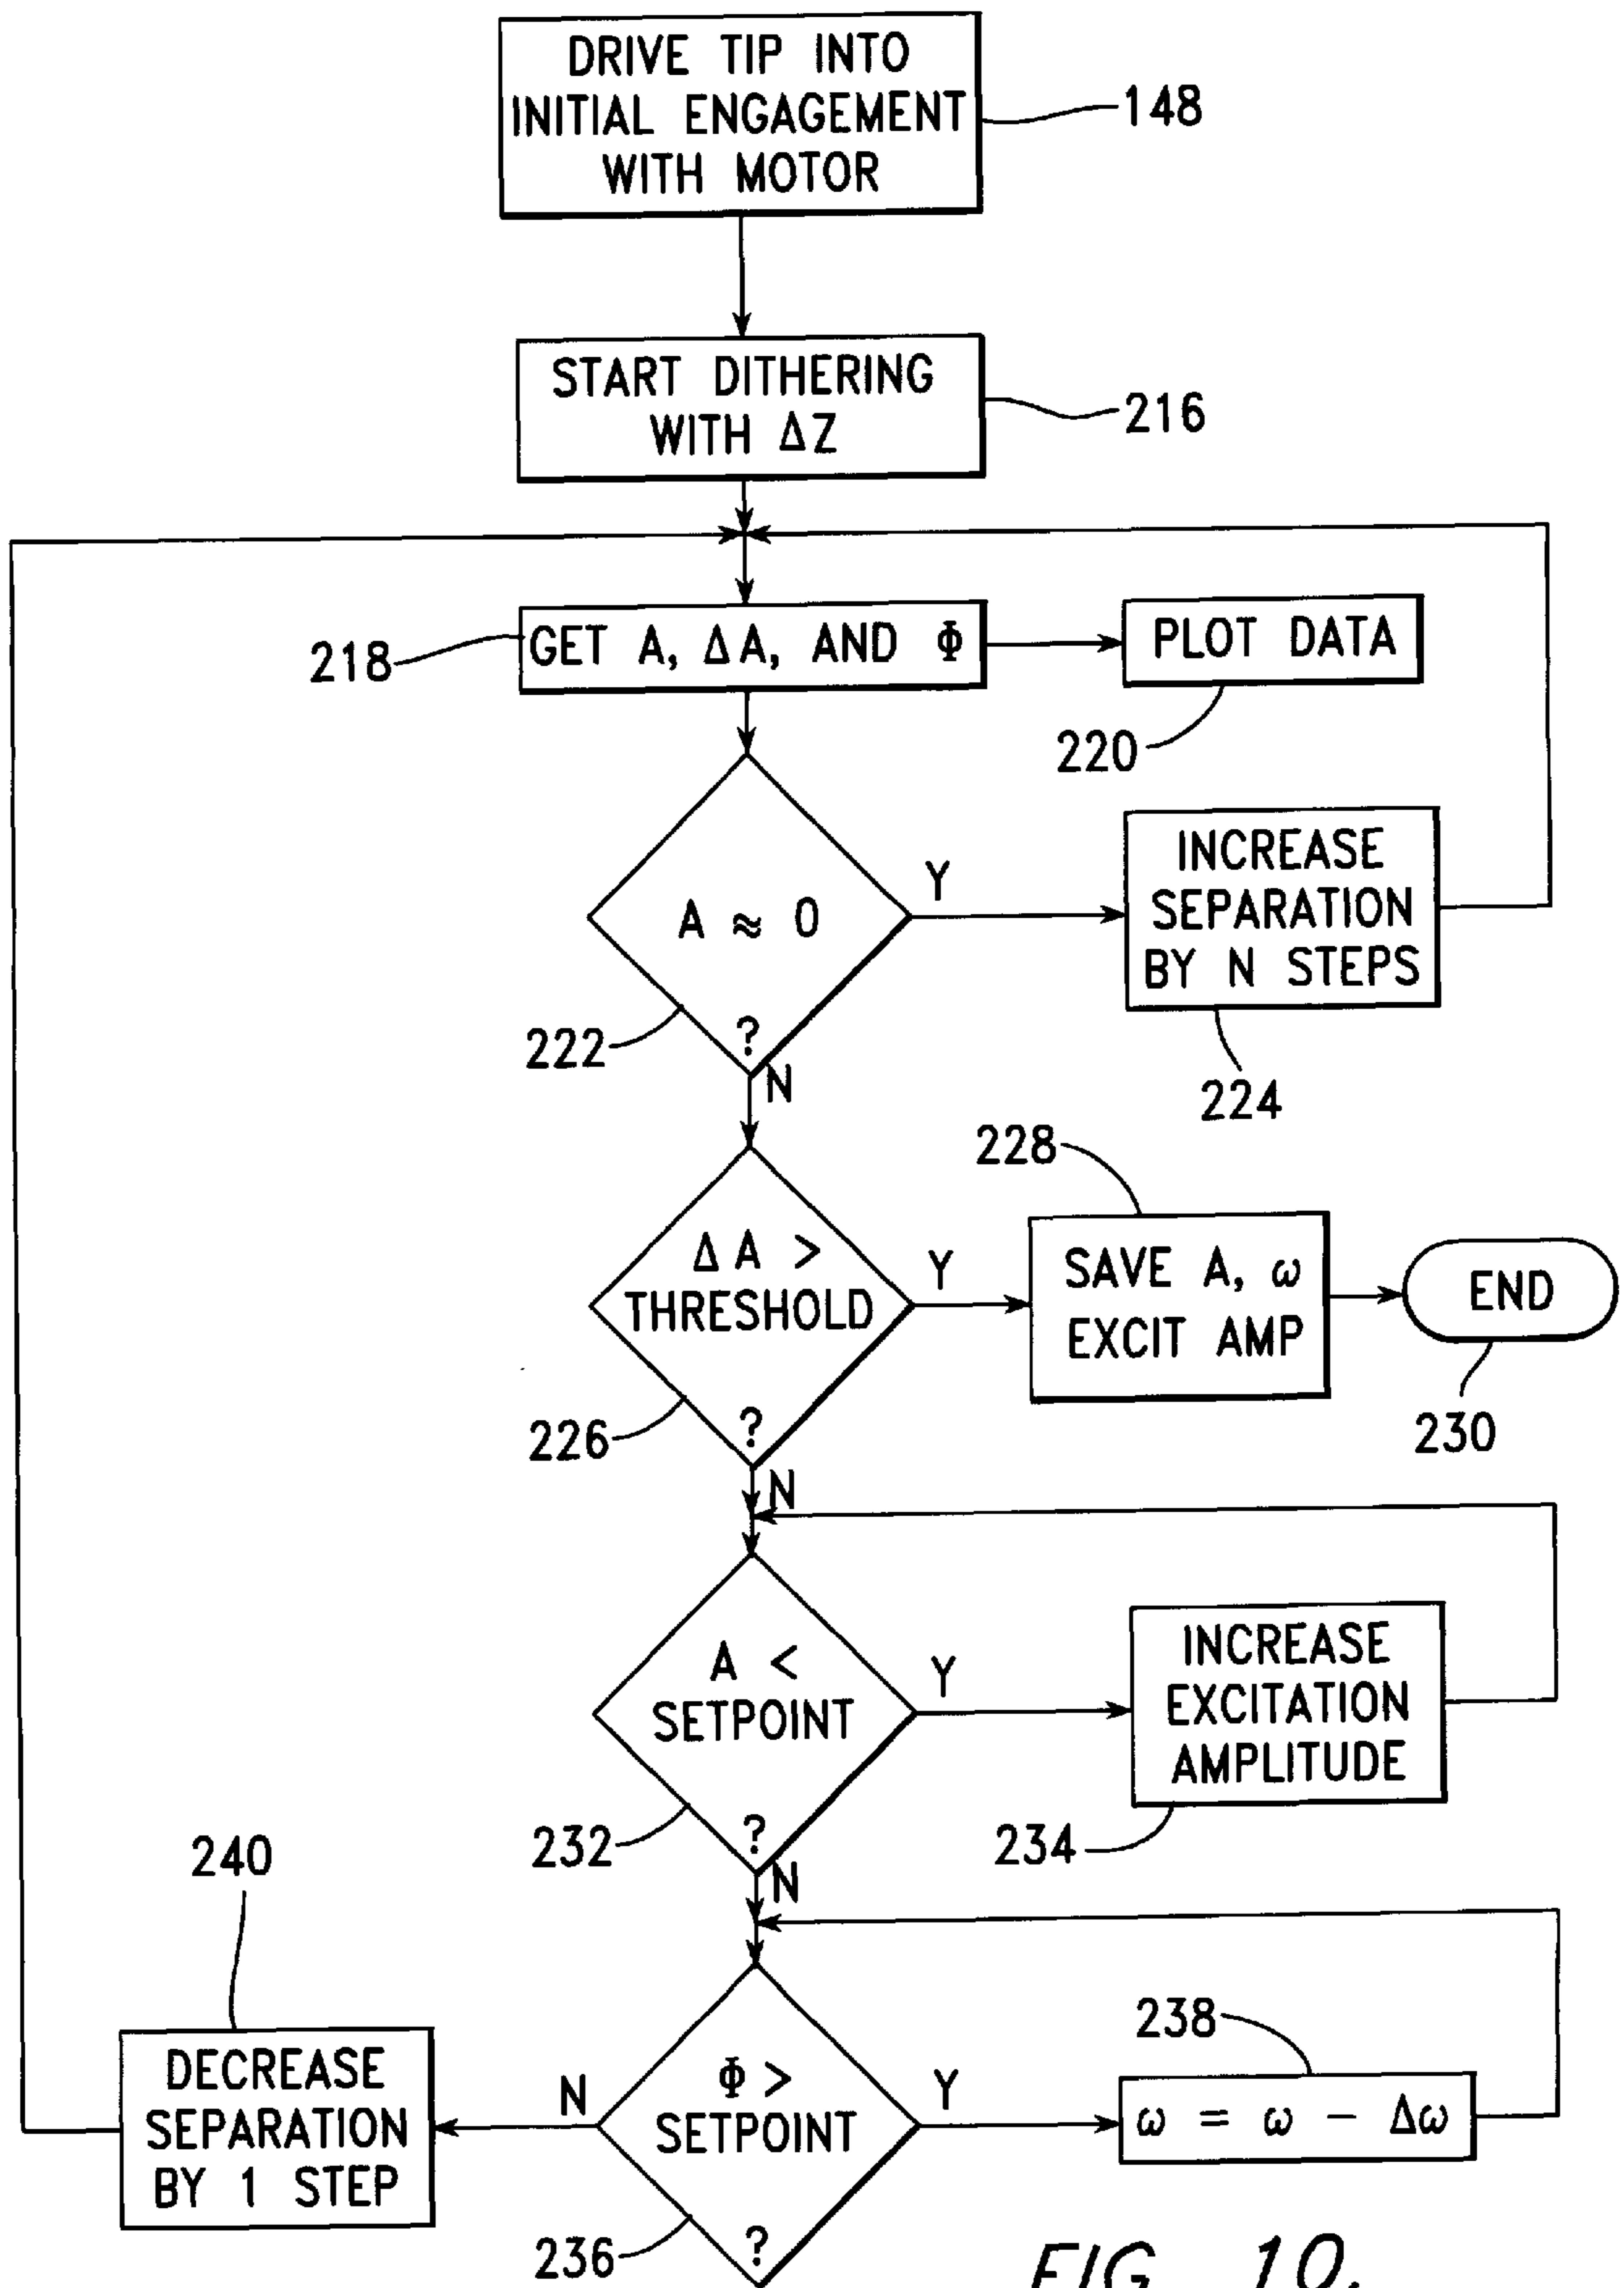 DRIVE TIP INTO
INITIAL ENGAGEMENT
WITH MOTOR
148
START DITHERING
WITH ΔZ
216
218
GET A, ΔA, AND Φ
PLOT DATA
220
A ≈ 0
?
222
Y
N
INCREASE
SEPARATION
BY N STEPS
224
228
ΔA >
THRESHOLD
?
226
Y
N
SAVE A, ω
EXCIT AMP
END
230
A <
SETPOINT
?
232
Y
N
INCREASE
EXCITATION
AMPLITUDE
234
240
DECREASE
SEPARATION
BY 1 STEP
N
Φ >
SETPOINT
?
236
Y
238
ω = ω - Δω
FIG. 10.